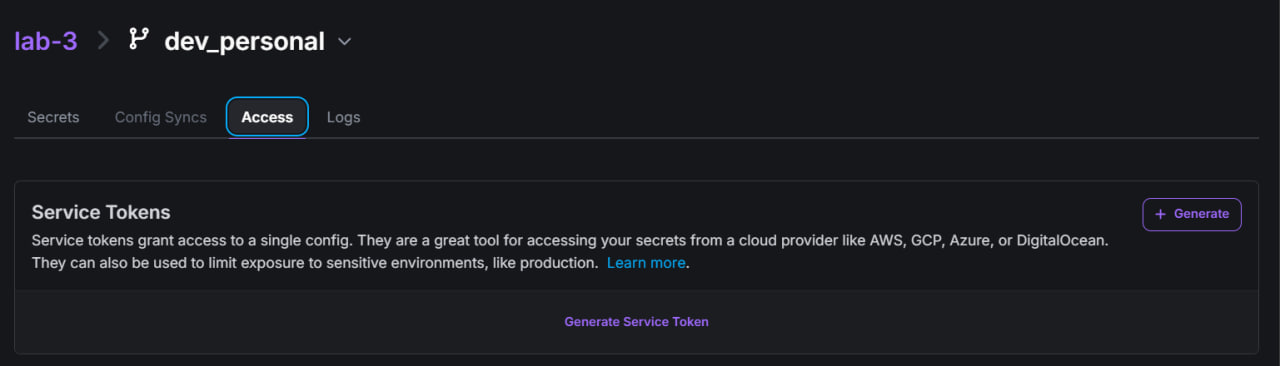 lab-3 > dev_personal
Secrets Config Syncs Access Logs
Service Tokens
+ Generate
Service tokens grant access to a single config. They are a great tool for accessing your secrets from a cloud provider like AWS, GCP, Azure, or DigitalOcean.
They can also be used to limit exposure to sensitive environments, like production. Learn more.
Generate Service Token